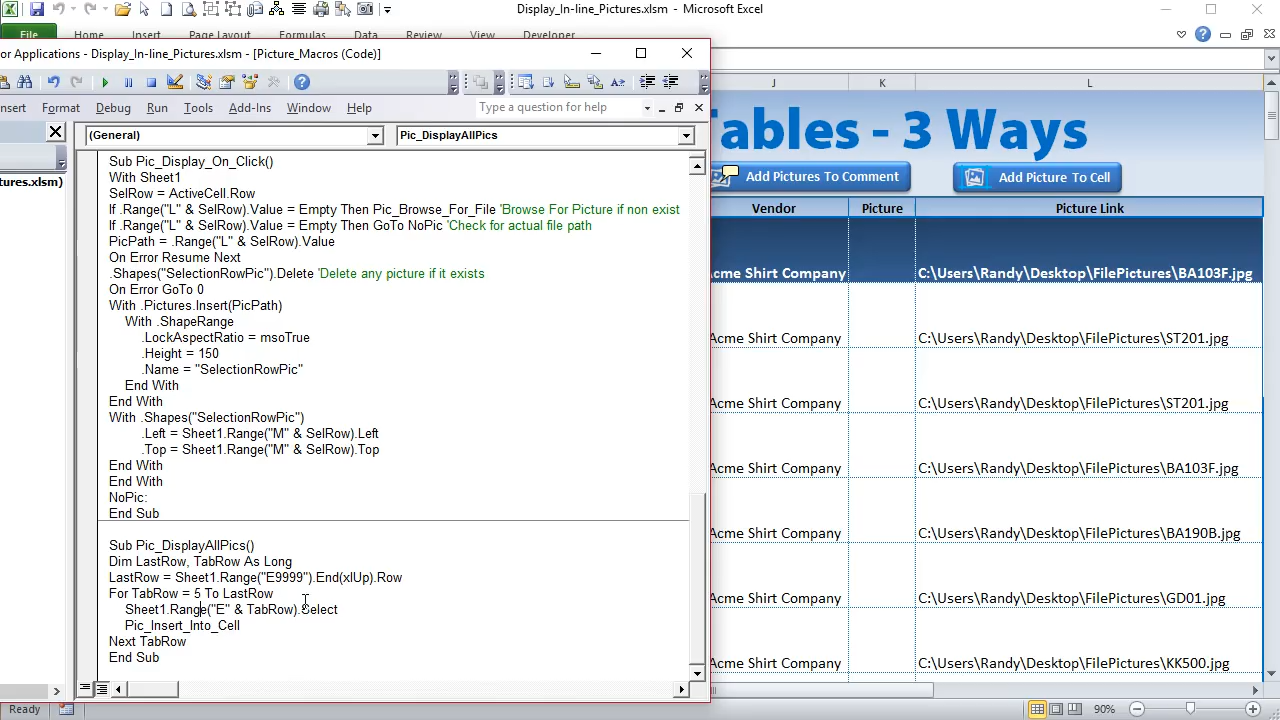 Display_In-line_Pictures.xlsm - Microsoft Excel
File Home Insert Page Layout Formulas Data Review View Developer
or Applications - Display_In-line_Pictures.xlsm - [Picture_Macros (Code)]
nsert Format Debug Run Tools Add-Ins Window Help Type a question for help
(General) Pic_DisplayAllPics
tures.xlsm)
Sub Pic_Display_On_Click()
With Sheet1
SelRow = ActiveCell.Row
If .Range("L" & SelRow).Value = Empty Then Pic_Browse_For_File 'Browse For Picture if non exist
If .Range("L" & SelRow).Value = Empty Then GoTo NoPic 'Check for actual file path
PicPath = .Range("L" & SelRow).Value
On Error Resume Next
.Shapes("SelectionRowPic").Delete 'Delete any picture if it exists
On Error GoTo 0
With .Pictures.Insert(PicPath)
With .ShapeRange
.LockAspectRatio = msoTrue
.Height = 150
.Name = "SelectionRowPic"
End With
End With
With .Shapes("SelectionRowPic")
.Left = Sheet1.Range("M" & SelRow).Left
.Top = Sheet1.Range("M" & SelRow).Top
End With
End With
NoPic:
End Sub
Sub Pic_DisplayAllPics()
Dim LastRow, TabRow As Long
LastRow = Sheet1.Range("E9999").End(xlUp).Row
For TabRow = 5 To LastRow
Sheet1.Range("E" & TabRow).Select
Pic_Insert_Into_Cell
Next TabRow
End Sub
J K L
Tables - 3 Ways
Add Pictures To Comment Add Picture To Cell
Vendor Picture Picture Link
Acme Shirt Company C:\Users\Randy\Desktop\FilePictures\BA103F.jpg
Acme Shirt Company C:\Users\Randy\Desktop\FilePictures\ST201.jpg
Acme Shirt Company C:\Users\Randy\Desktop\FilePictures\ST201.jpg
Acme Shirt Company C:\Users\Randy\Desktop\FilePictures\BA103F.jpg
Acme Shirt Company C:\Users\Randy\Desktop\FilePictures\BA190B.jpg
Acme Shirt Company C:\Users\Randy\Desktop\FilePictures\GD01.jpg
Acme Shirt Company C:\Users\Randy\Desktop\FilePictures\KK500.jpg
Ready 90%